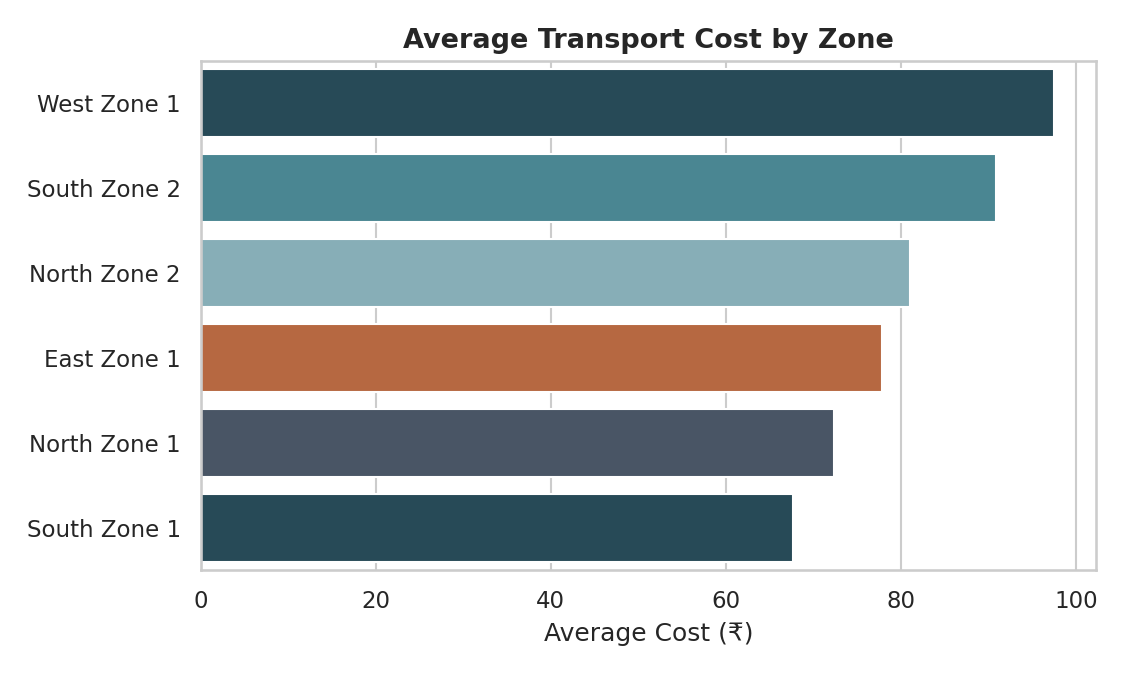 Average Transport Cost by Zone
West Zone 1
South Zone 2
North Zone 2
East Zone 1
North Zone 1
South Zone 1
0 20 40 60 80 100
Average Cost (₹)